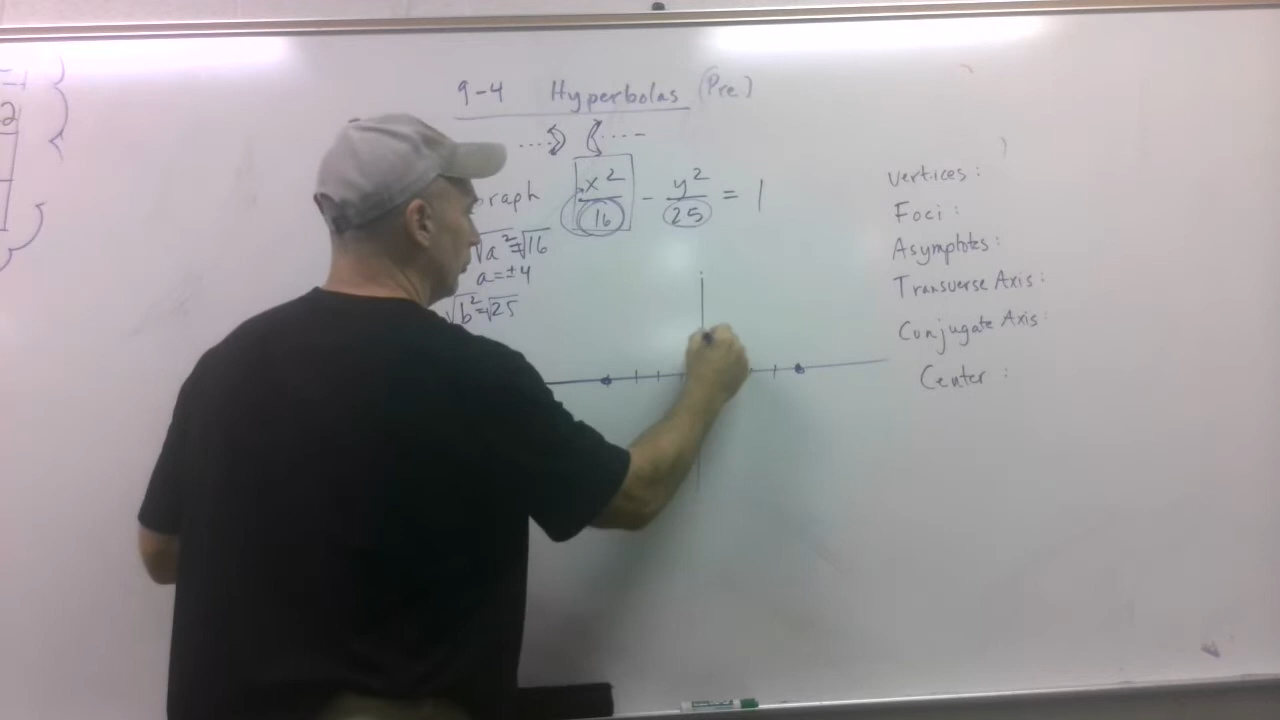 9-4 Hyperbolas (Pre)
raph x²/16 - y²/25 = 1
√a² = √16
a = ±4
√b² = √25
Vertices:
Foci:
Asymptotes:
Transverse Axis:
Conjugate Axis:
Center:
2